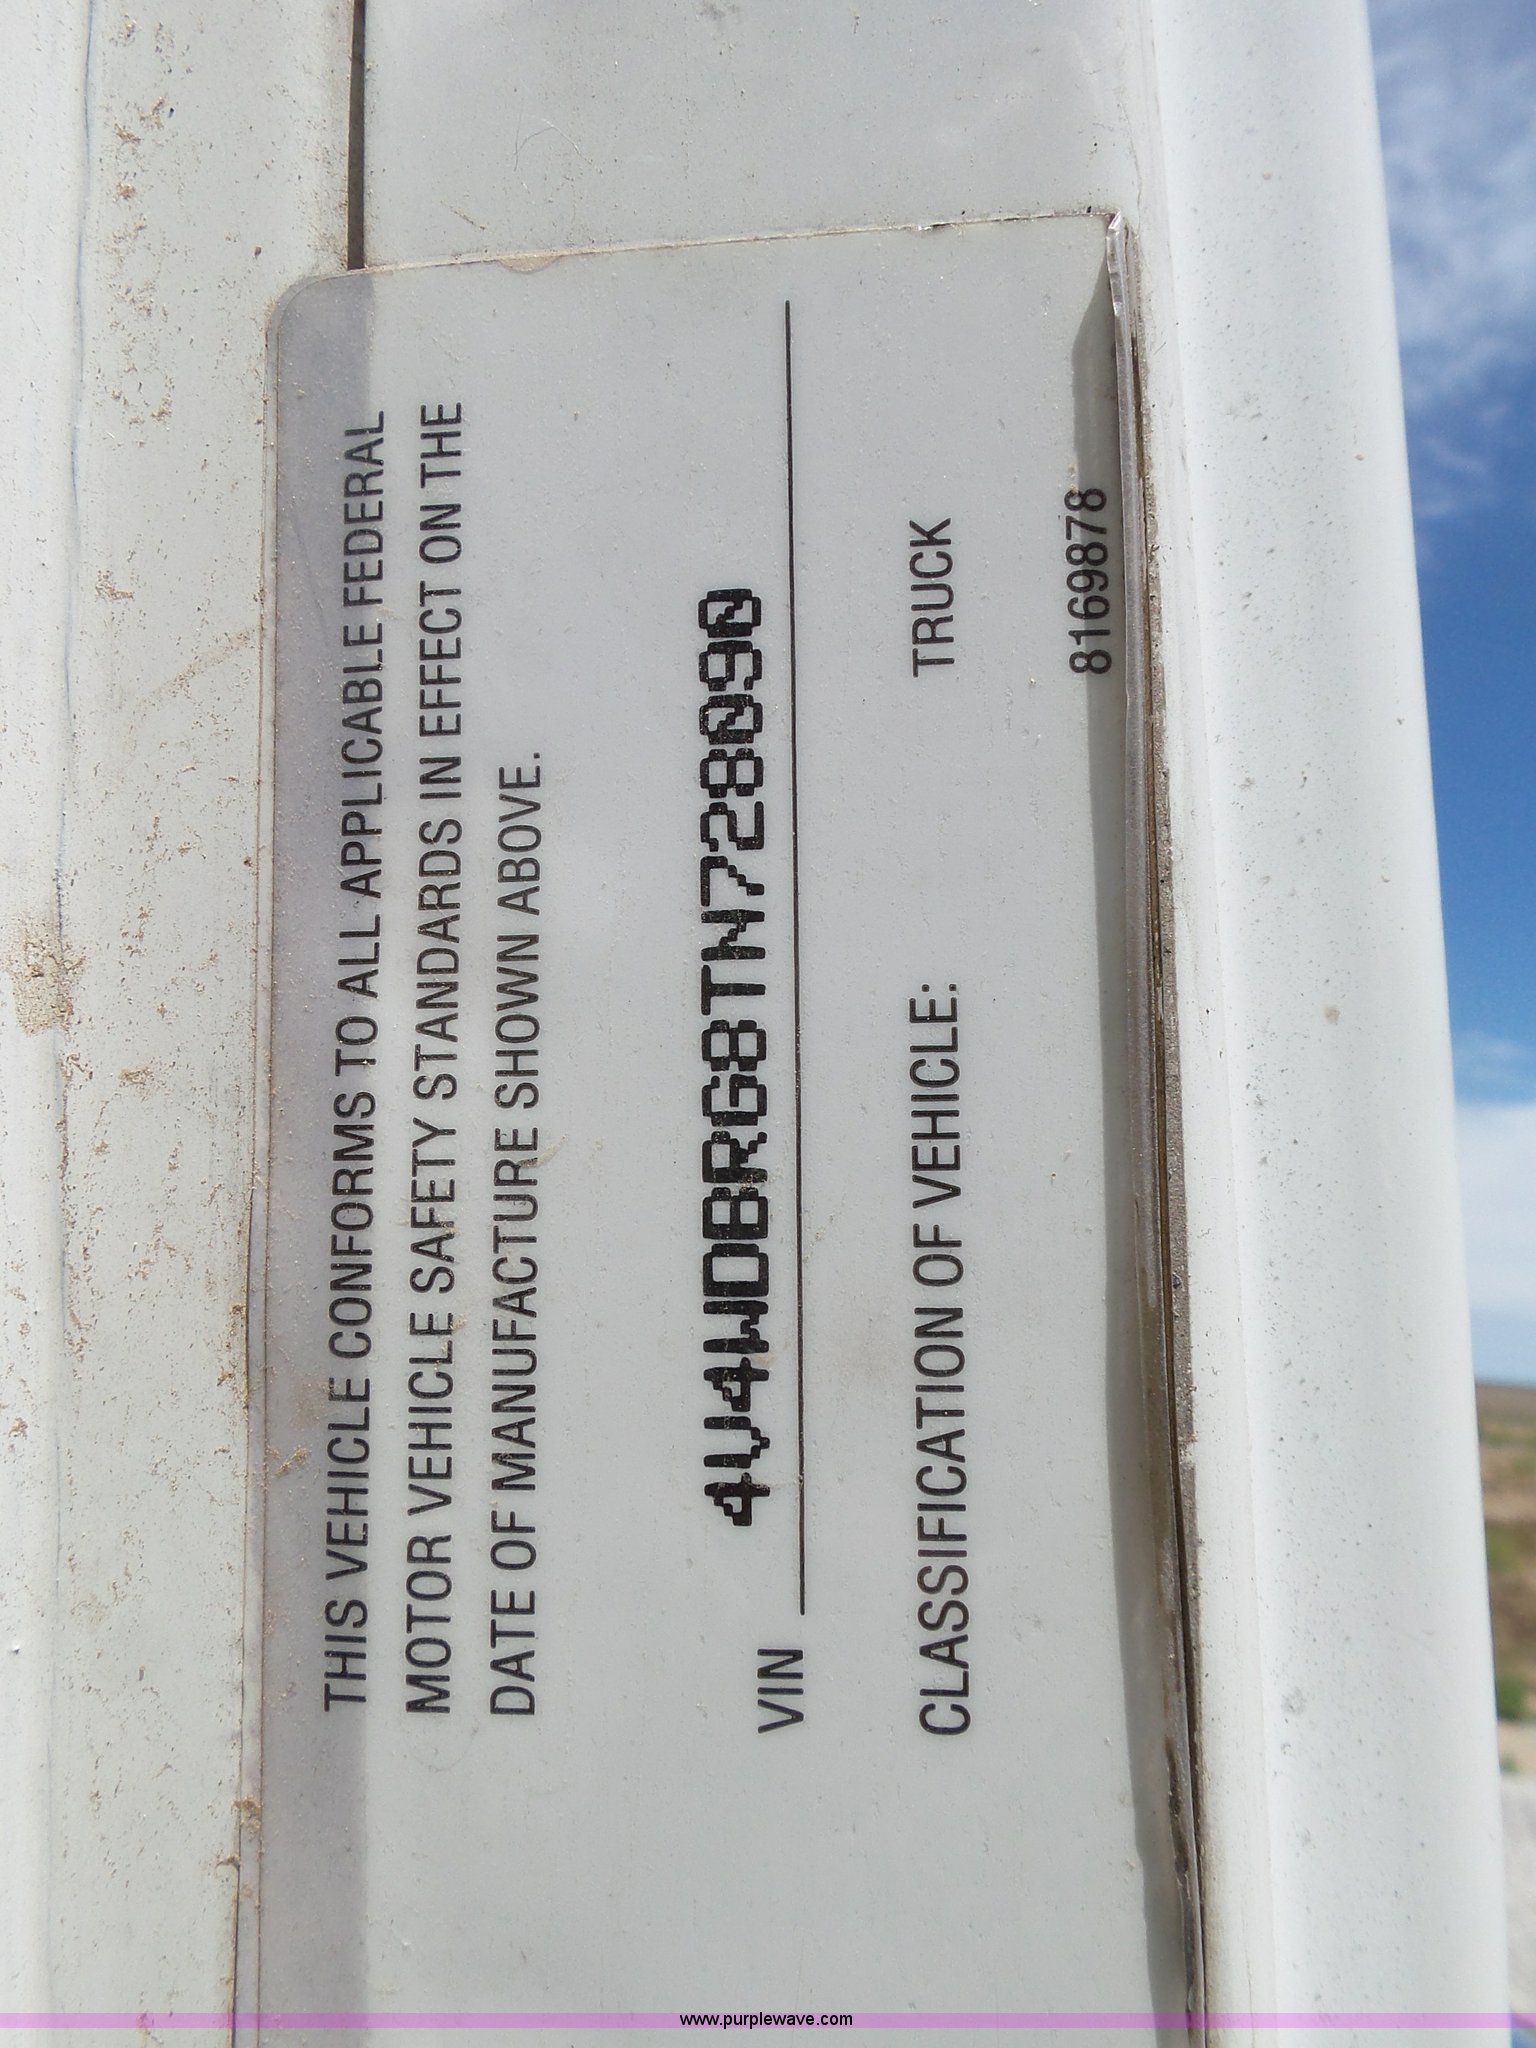 THIS VEHICLE CONFORMS TO ALL APPLICABLE FEDERAL
MOTOR VEHICLE SAFETY STANDARDS IN EFFECT ON THE
DATE OF MANUFACTURE SHOWN ABOVE.
VIN 4V4WDBRG8TN728090
CLASSIFICATION OF VEHICLE: TRUCK
8169878
www.purplewave.com